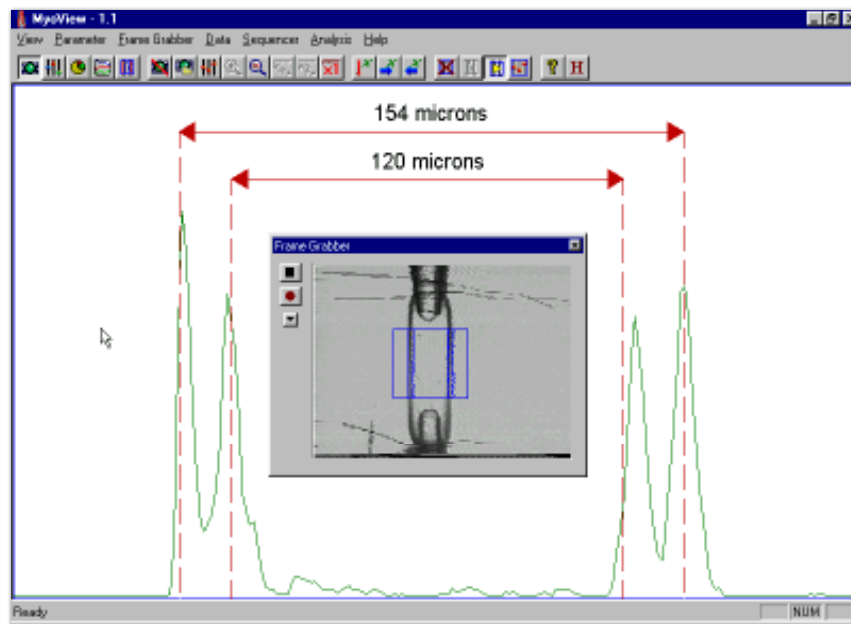 MyoView - 1.1
View Parameter Frame Grabber Data Sequencer Analysis Help
154 microns
120 microns
Frame Grabber
Ready
NUM